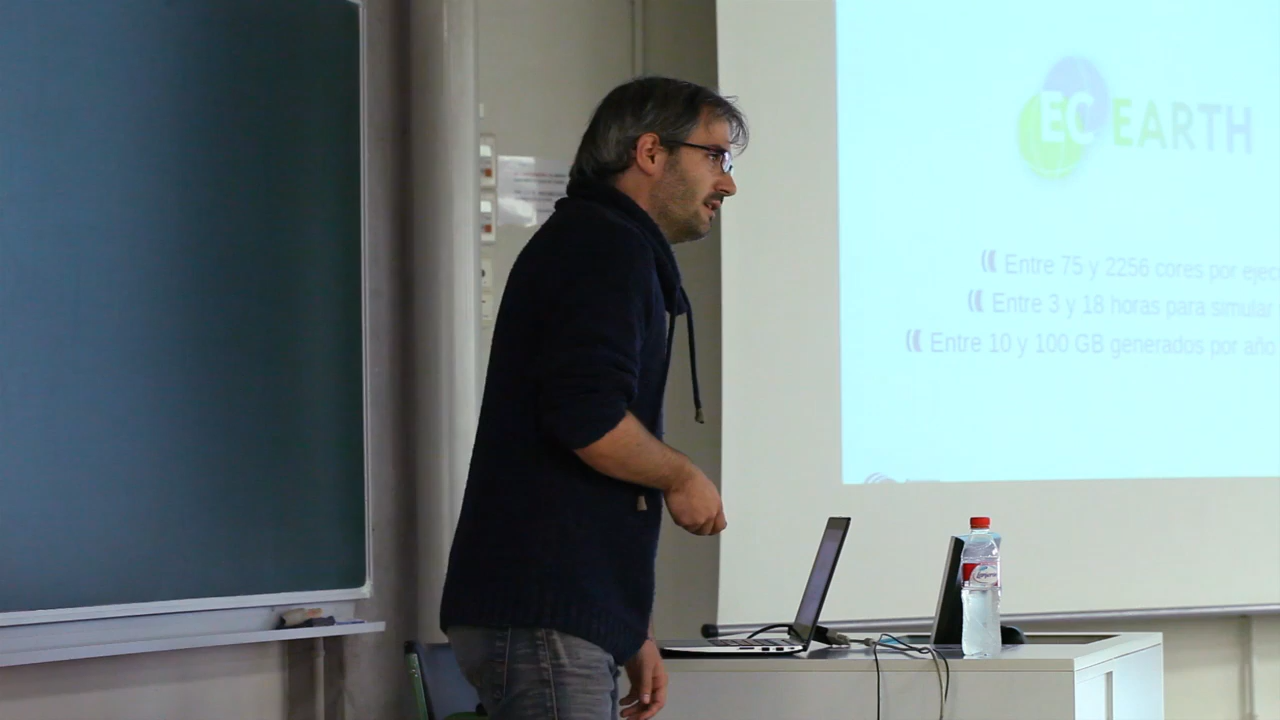 EC EARTH
Entre 75 y 2256 cores por ejec
Entre 3 y 18 horas para simular
Entre 10 y 100 GB generados por año